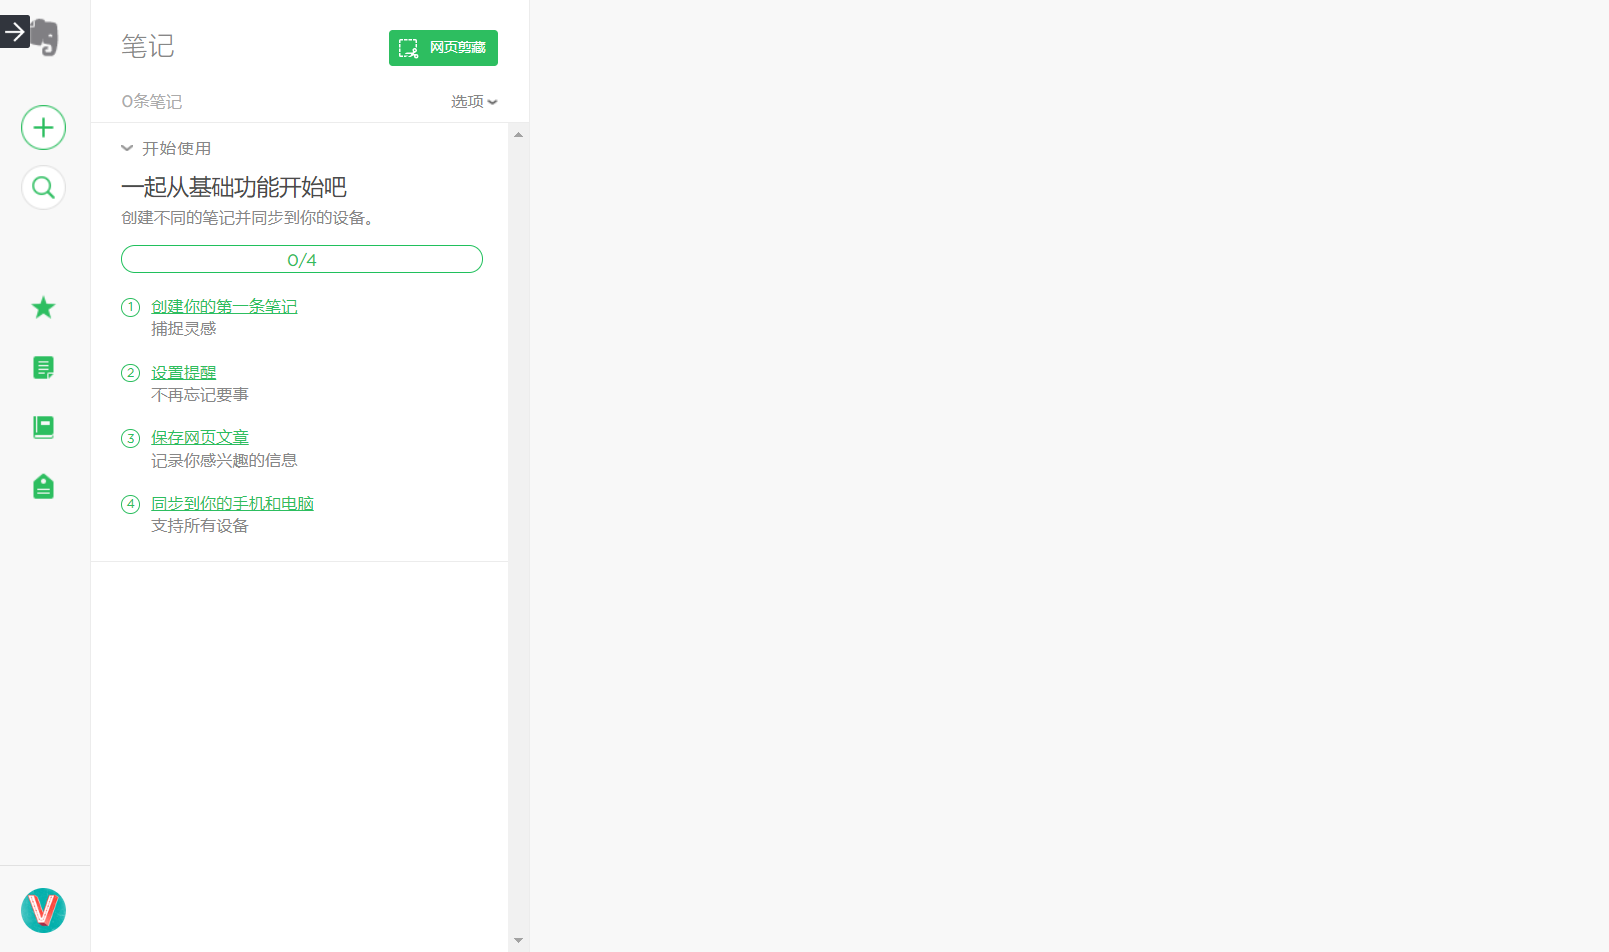 笔记
网页剪藏
0条笔记
选项
开始使用
一起从基础功能开始吧
创建不同的笔记并同步到你的设备。
0/4
1 创建你的第一条笔记
捕捉灵感
2 设置提醒
不再忘记要事
3 保存网页文章
记录你感兴趣的信息
4 同步到你的手机和电脑
支持所有设备
V